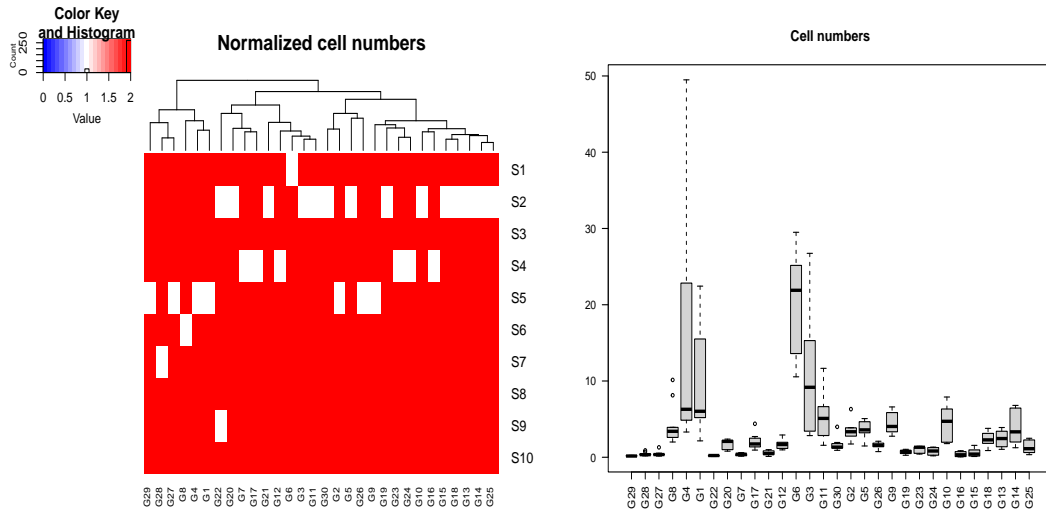 Color Key
and Histogram
Count
0
250
0 0.5 1 1.5 2
Value
Normalized cell numbers
S1
S2
S3
S4
S5
S6
S7
S8
S9
S10
G29 G28 G27 G8 G4 G1 G22 G20 G7 G17 G21 G12 G6 G3 G11 G30 G2 G5 G26 G9 G19 G23 G24 G10 G16 G15 G18 G13 G14 G25
Cell numbers
50
40
30
20
10
0
G29 G28 G27 G8 G4 G1 G22 G20 G7 G17 G21 G12 G6 G3 G11 G30 G2 G5 G26 G9 G19 G23 G24 G10 G16 G15 G18 G13 G14 G25